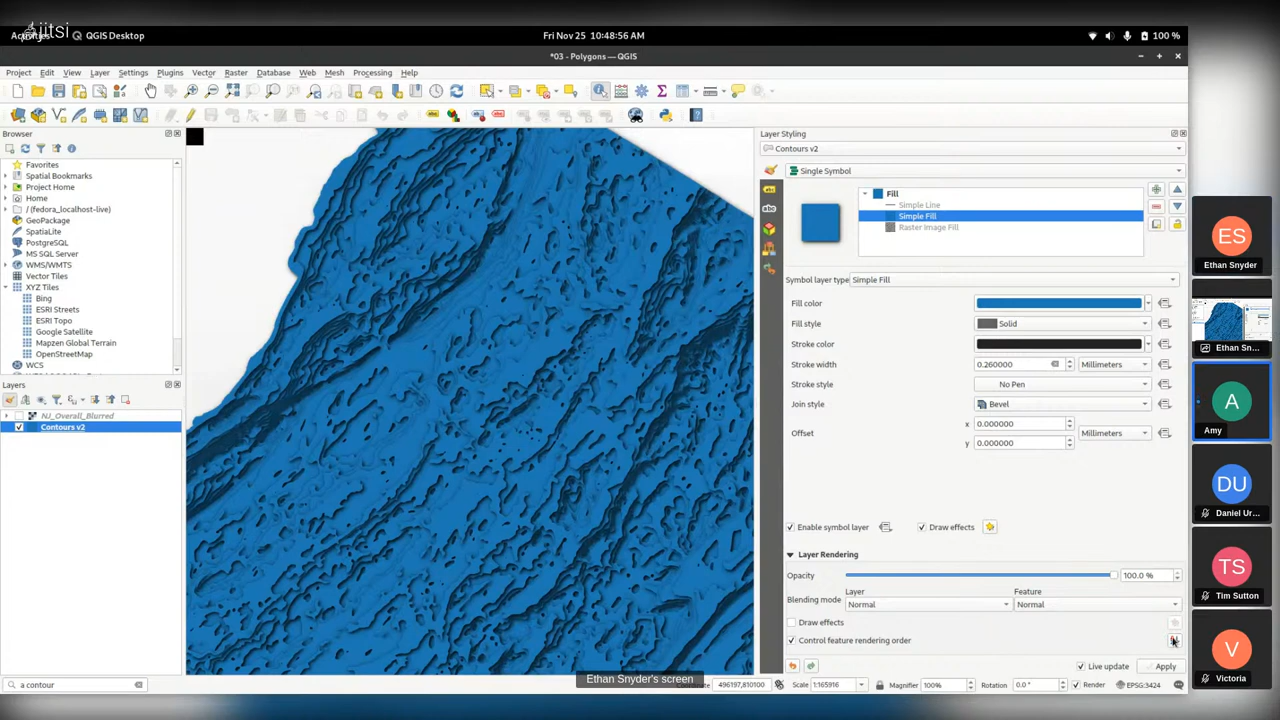 jitsi
QGIS Desktop
Fri Nov 25 10:48:56 AM
100 %
*03 - Polygons — QGIS
Project Edit View Layer Settings Plugins Vector Raster Database Web Mesh Processing Help
Browser
Favorites
Spatial Bookmarks
Project Home
Home
/ (fedora_localhost-live)
GeoPackage
SpatiaLite
PostgreSQL
MS SQL Server
WMS/WMTS
Vector Tiles
XYZ Tiles
Bing
ESRI Streets
ESRI Topo
Google Satellite
Mapzen Global Terrain
OpenStreetMap
WCS
Layers
NJ_Overall_Blurred
Contours v2
Layer Styling
Contours v2
Single Symbol
Fill
Simple Line
Simple Fill
Raster Image Fill
Symbol layer type Simple Fill
Fill color
Fill style Solid
Stroke color
Stroke width 0.260000 Millimeters
Stroke style No Pen
Join style Bevel
Offset x 0.000000 Millimeters
y 0.000000
Enable symbol layer Draw effects
Layer Rendering
Opacity 100.0 %
Layer Feature
Blending mode Normal Normal
Draw effects
Control feature rendering order
Live update Apply
a contour
Ethan Snyder's screen
496197,810100 Scale 1:165916 Magnifier 100% Rotation 0.0 ° Render EPSG:3424
ES
Ethan Snyder
Ethan Sn...
A
Amy
DU
Daniel Ur...
TS
Tim Sutton
V
Victoria